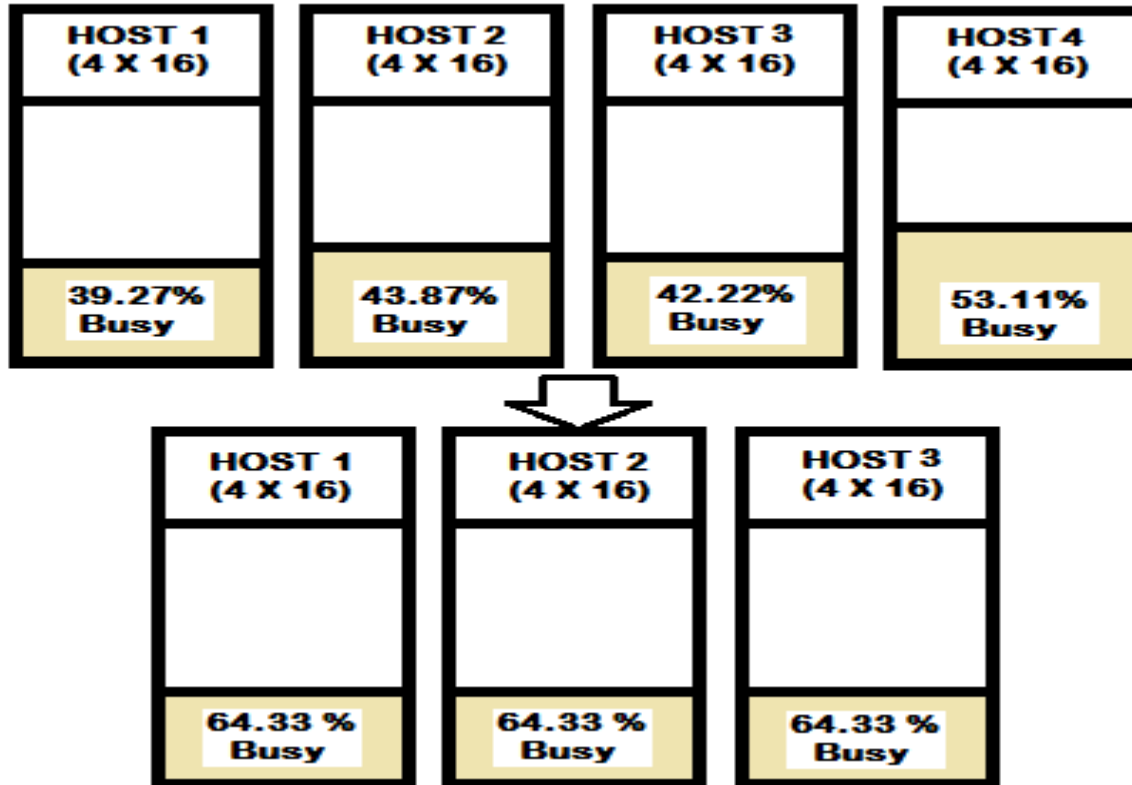 HOST 1
(4 X 16)
39.27%
Busy
HOST 2
(4 X 16)
43.87%
Busy
HOST 3
(4 X 16)
42.22%
Busy
HOST 4
(4 X 16)
53.11%
Busy
HOST 1
(4 X 16)
64.33 %
Busy
HOST 2
(4 X 16)
64.33 %
Busy
HOST 3
(4 X 16)
64.33 %
Busy